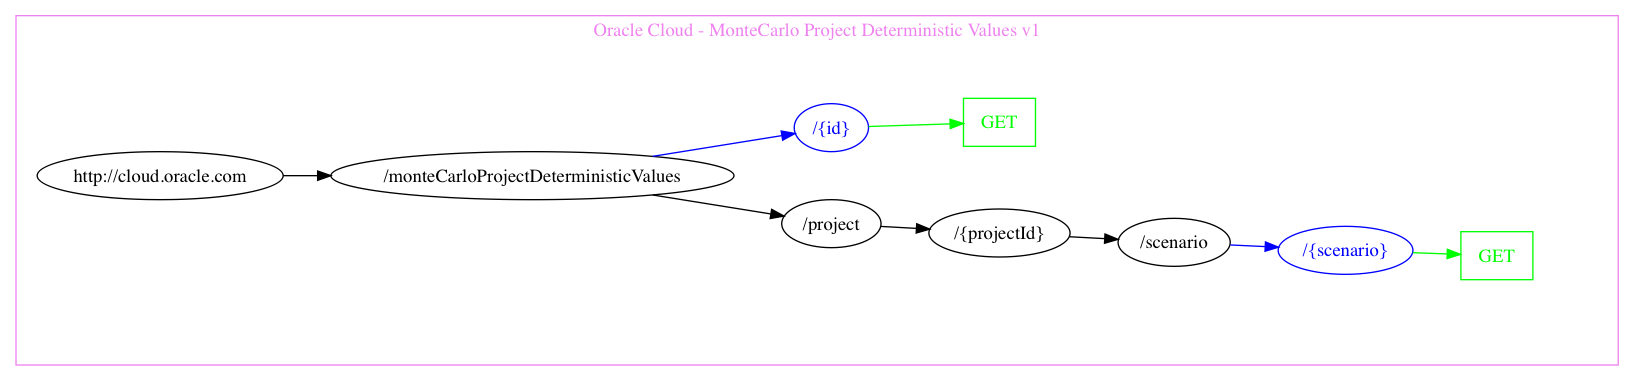 Oracle Cloud - MonteCarlo Project Deterministic Values v1
/{id}
GET
http://cloud.oracle.com
/monteCarloProjectDeterministicValues
/project
/{projectId}
/scenario
/{scenario}
GET